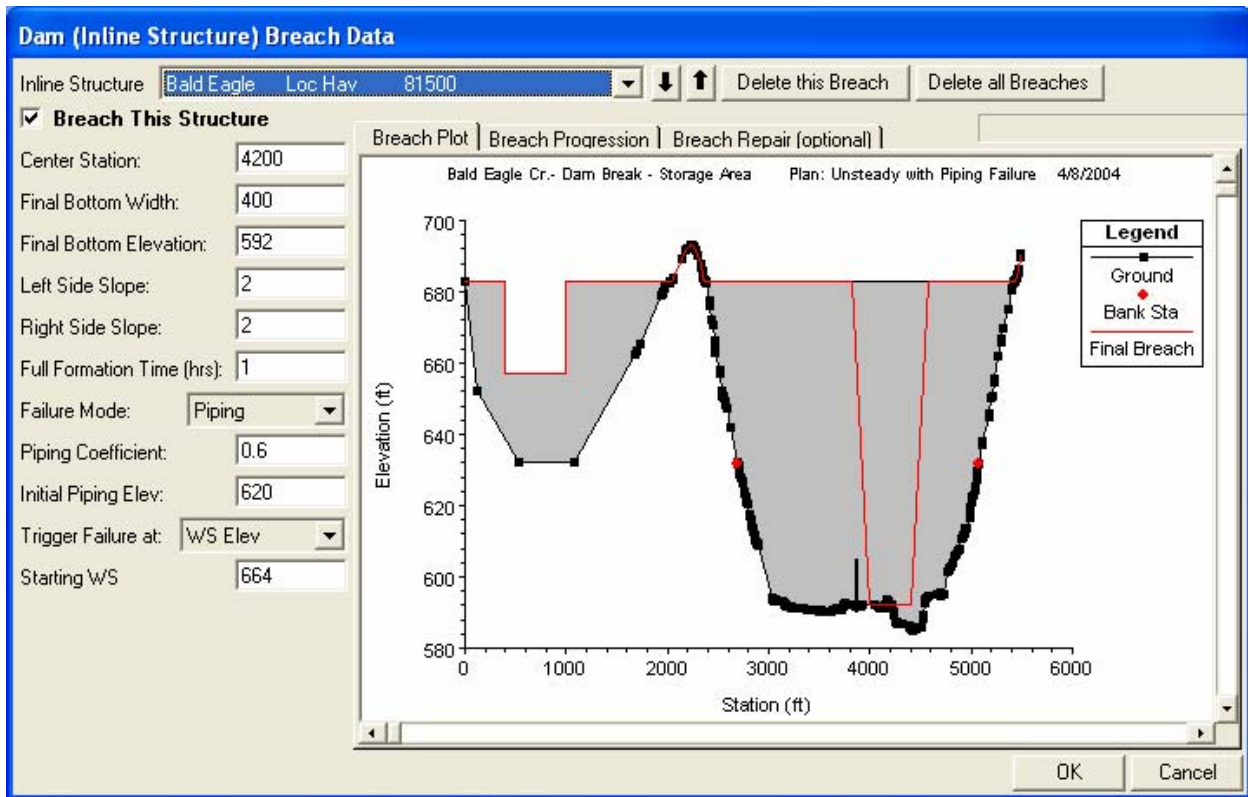 Dam (Inline Structure) Breach Data
Inline Structure Bald Eagle Loc Hav 81500 Delete this Breach Delete all Breaches
Breach This Structure
Center Station: 4200
Final Bottom Width: 400
Final Bottom Elevation: 592
Left Side Slope: 2
Right Side Slope: 2
Full Formation Time (hrs): 1
Failure Mode: Piping
Piping Coefficient: 0.6
Initial Piping Elev: 620
Trigger Failure at: WS Elev
Starting WS 664
Breach Plot Breach Progression Breach Repair (optional)
Bald Eagle Cr.- Dam Break - Storage Area Plan: Unsteady with Piping Failure 4/8/2004
700
680
660
640
620
600
580
Elevation (ft)
0 1000 2000 3000 4000 5000 6000
Station (ft)
Legend
Ground
Bank Sta
Final Breach
OK Cancel